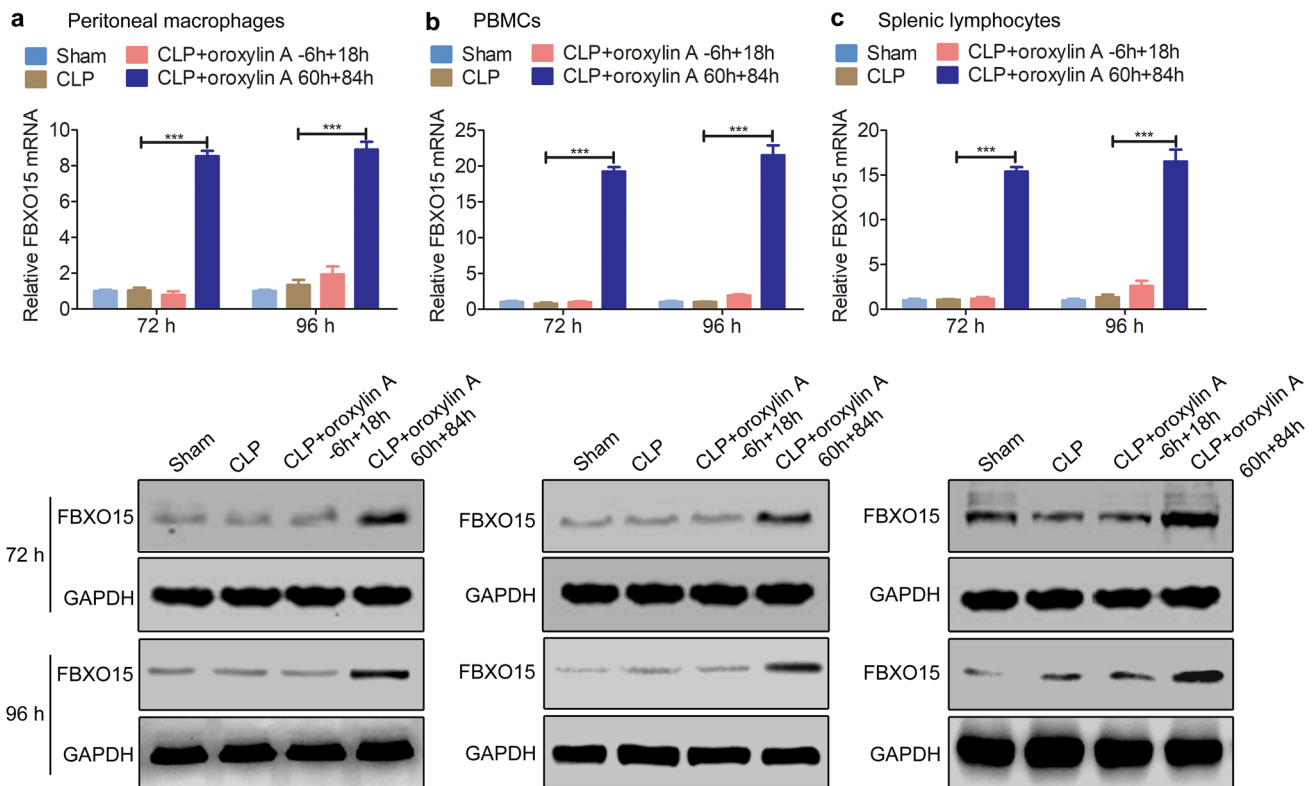 a Peritoneal macrophages
Sham
CLP
CLP+oroxylin A -6h+18h
CLP+oroxylin A 60h+84h
Relative FBXO15 mRNA
10
8
6
4
2
0
***
***
72 h
96 h
b PBMCs
Sham
CLP
CLP+oroxylin A -6h+18h
CLP+oroxylin A 60h+84h
Relative FBXO15 mRNA
25
20
15
10
5
0
***
***
72 h
96 h
c Splenic lymphocytes
Sham
CLP
CLP+oroxylin A -6h+18h
CLP+oroxylin A 60h+84h
Relative FBXO15 mRNA
20
15
10
5
0
***
***
72 h
96 h
Sham
CLP
CLP+oroxylin A
-6h+18h
CLP+oroxylin A
60h+84h
72 h
FBXO15
GAPDH
96 h
FBXO15
GAPDH
Sham
CLP
CLP+oroxylin A
-6h+18h
CLP+oroxylin A
60h+84h
FBXO15
GAPDH
FBXO15
GAPDH
Sham
CLP
CLP+oroxylin A
-6h+18h
CLP+oroxylin A
60h+84h
FBXO15
GAPDH
FBXO15
GAPDH